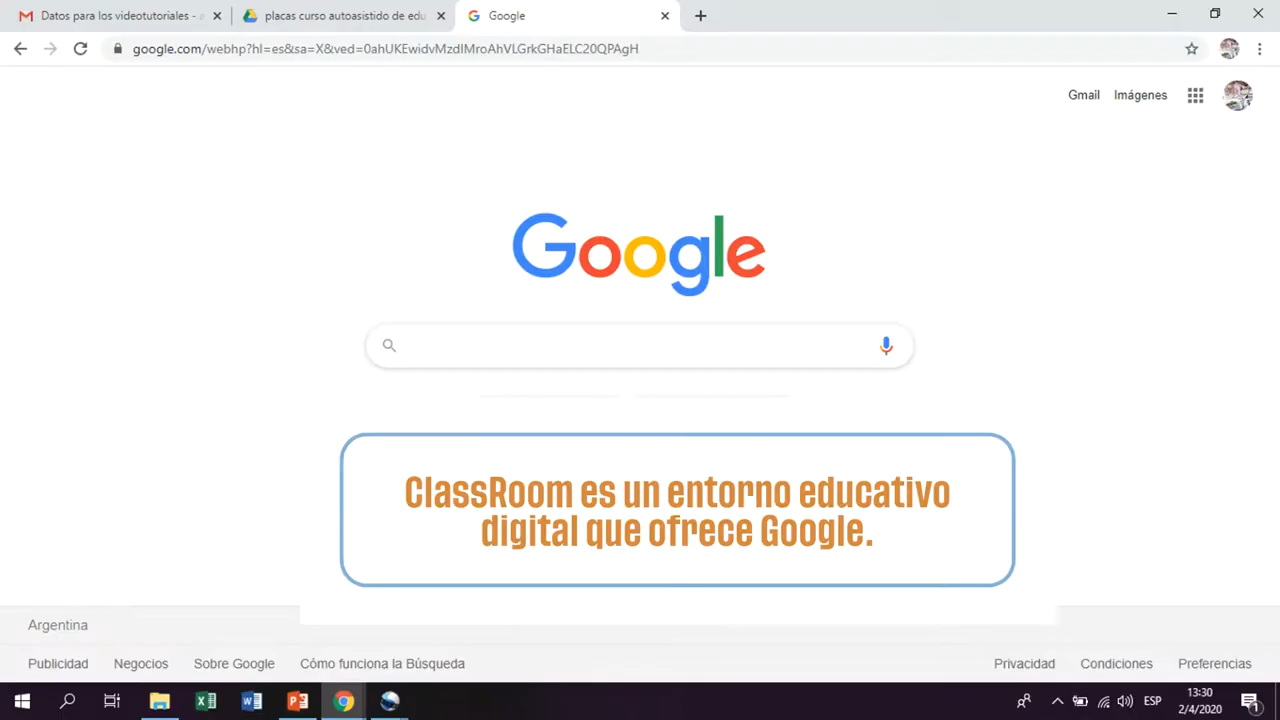 Datos para los videotutoriales -
placas curso autoasistido de edu
Google
google.com/webhp?hl=es&sa=X&ved=0ahUKEwidvMzdlMroAhVLGrkGHaELC20QPAgH
Gmail Imágenes
Google
ClassRoom es un entorno educativo
digital que ofrece Google.
Argentina
Publicidad Negocios Sobre Google Cómo funciona la Búsqueda
Privacidad Condiciones Preferencias
ESP
13:30
2/4/2020
1